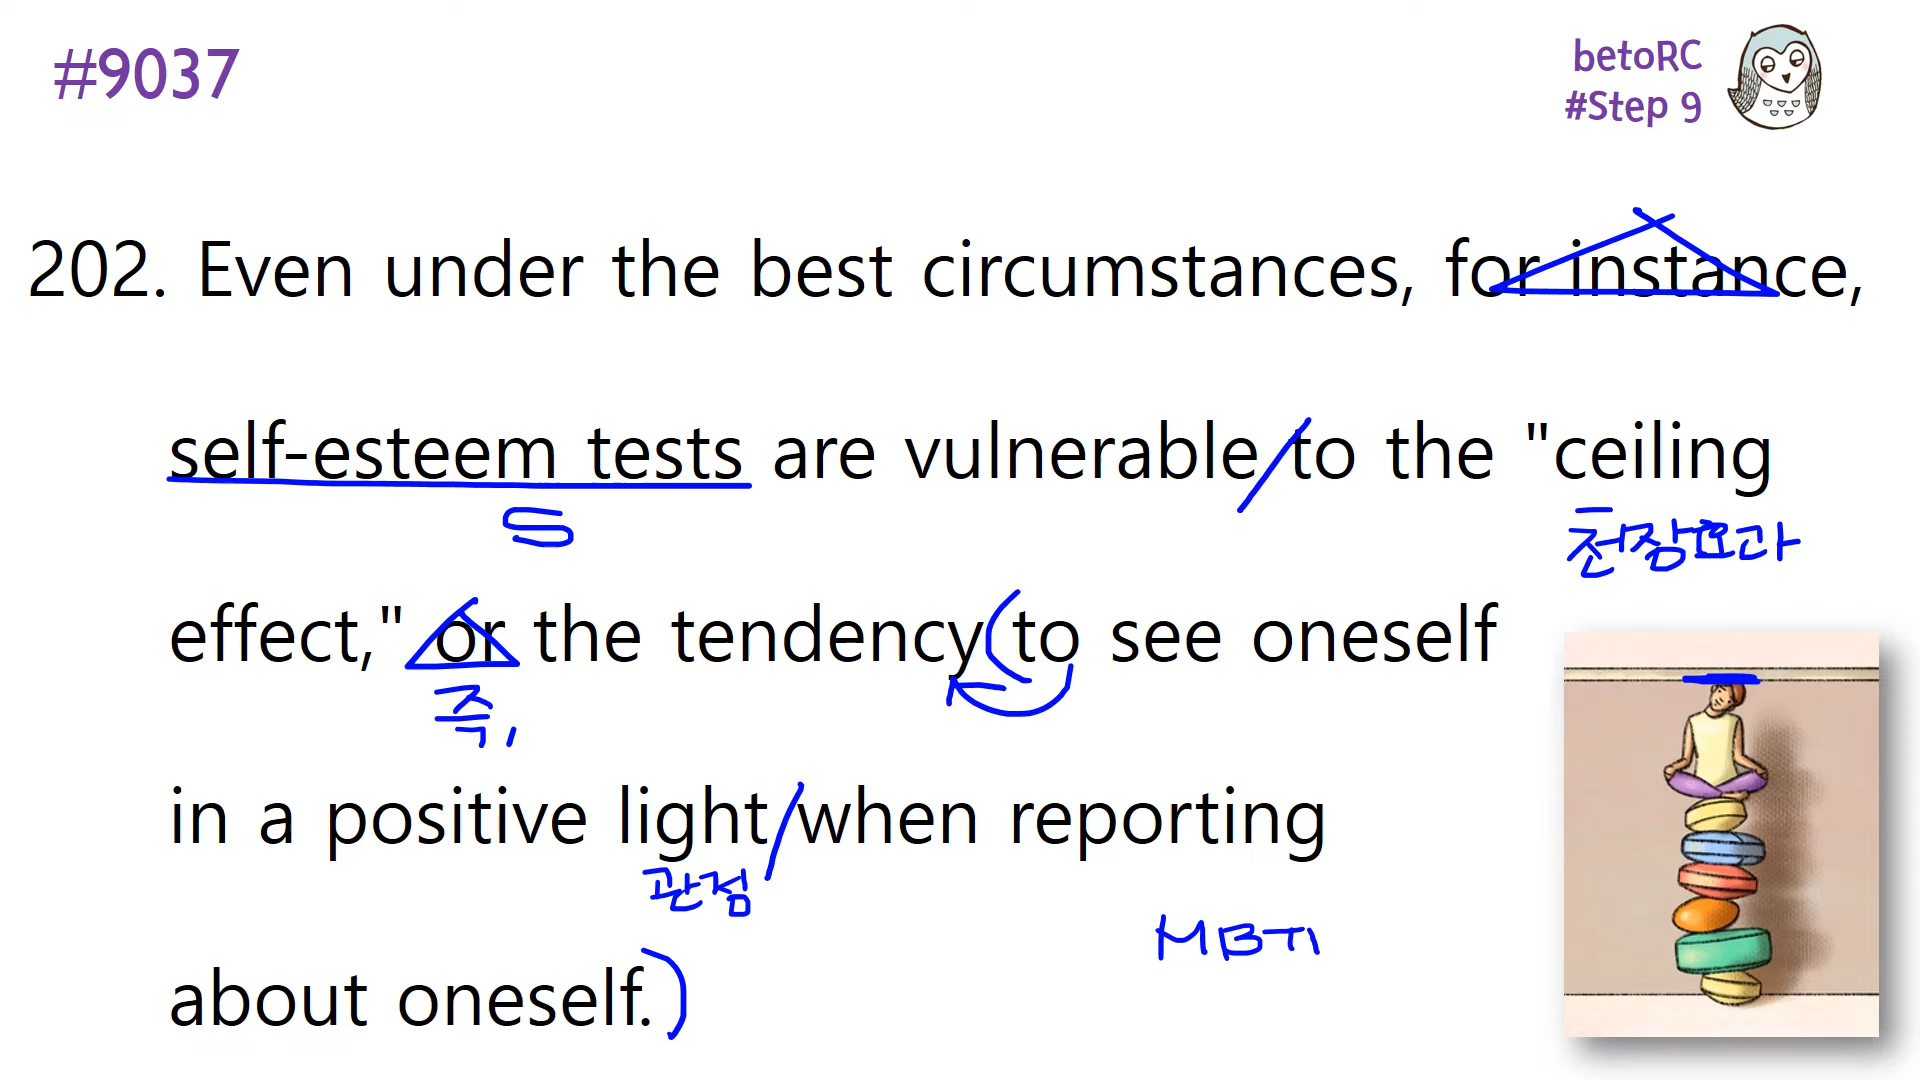 #9037
betoRC
#Step 9
202. Even under the best circumstances, for instance,
self-esteem tests are vulnerable to the "ceiling
S
천장효과
effect," or the tendency to see oneself
즉,
in a positive light when reporting
관점
MBTI
about oneself.